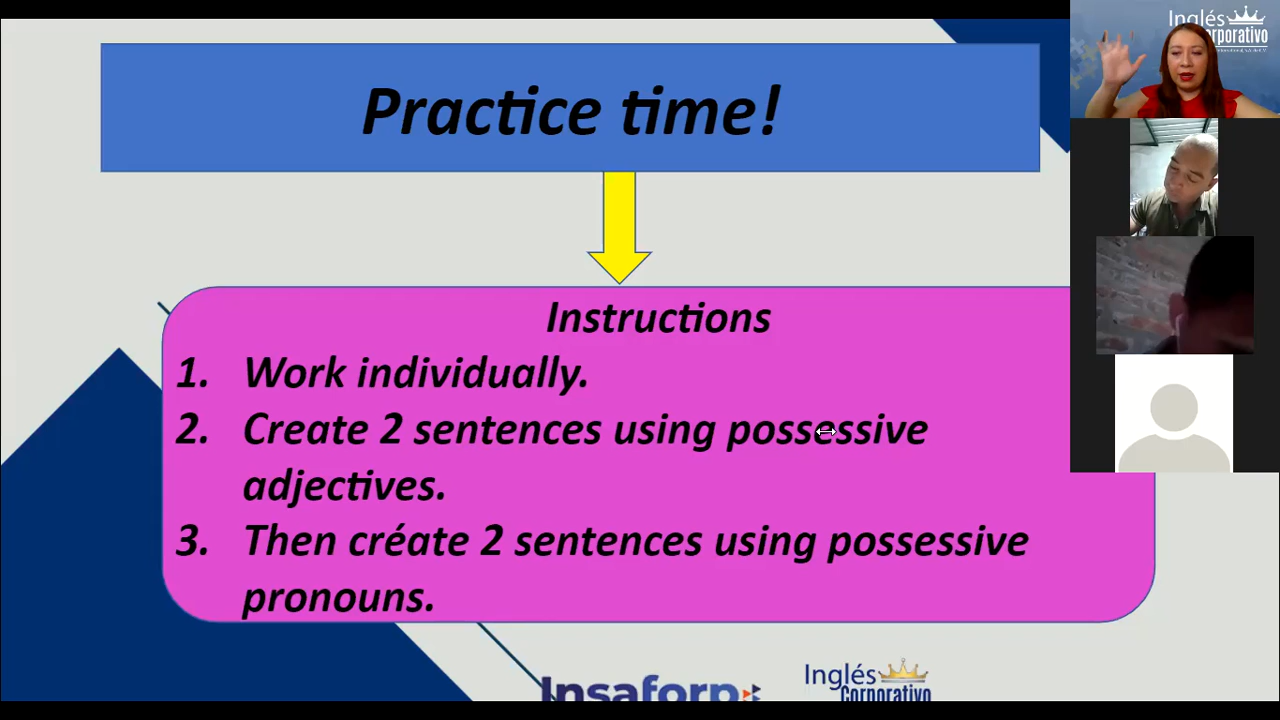 Practice time!
Inglés
Corporativo
Instructions
1. Work individually.
2. Create 2 sentences using possessive
adjectives.
3. Then créate 2 sentences using possessive
pronouns.
Insaforp
Inglés
Corporativo